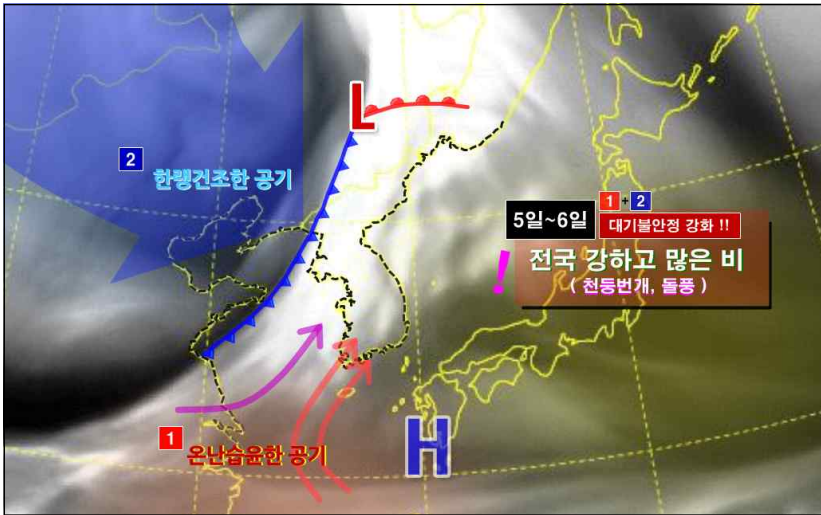 L
2
한랭건조한 공기
1 + 2
5일~6일
대기불안정 강화 !!
!
전국 강하고 많은 비
( 천둥번개, 돌풍 )
1
온난습윤한 공기
H